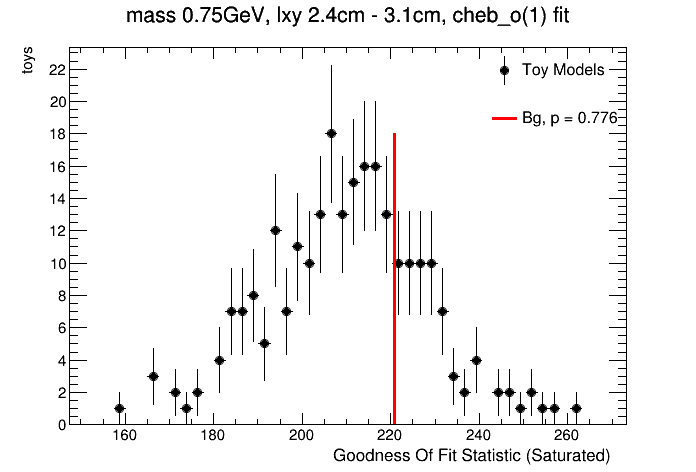 mass 0.75GeV, lxy 2.4cm - 3.1cm, cheb_o(1) fit
toys
Toy Models
Bg, p = 0.776
22
20
18
16
14
12
10
8
6
4
2
0
160 180 200 220 240 260
Goodness Of Fit Statistic (Saturated)